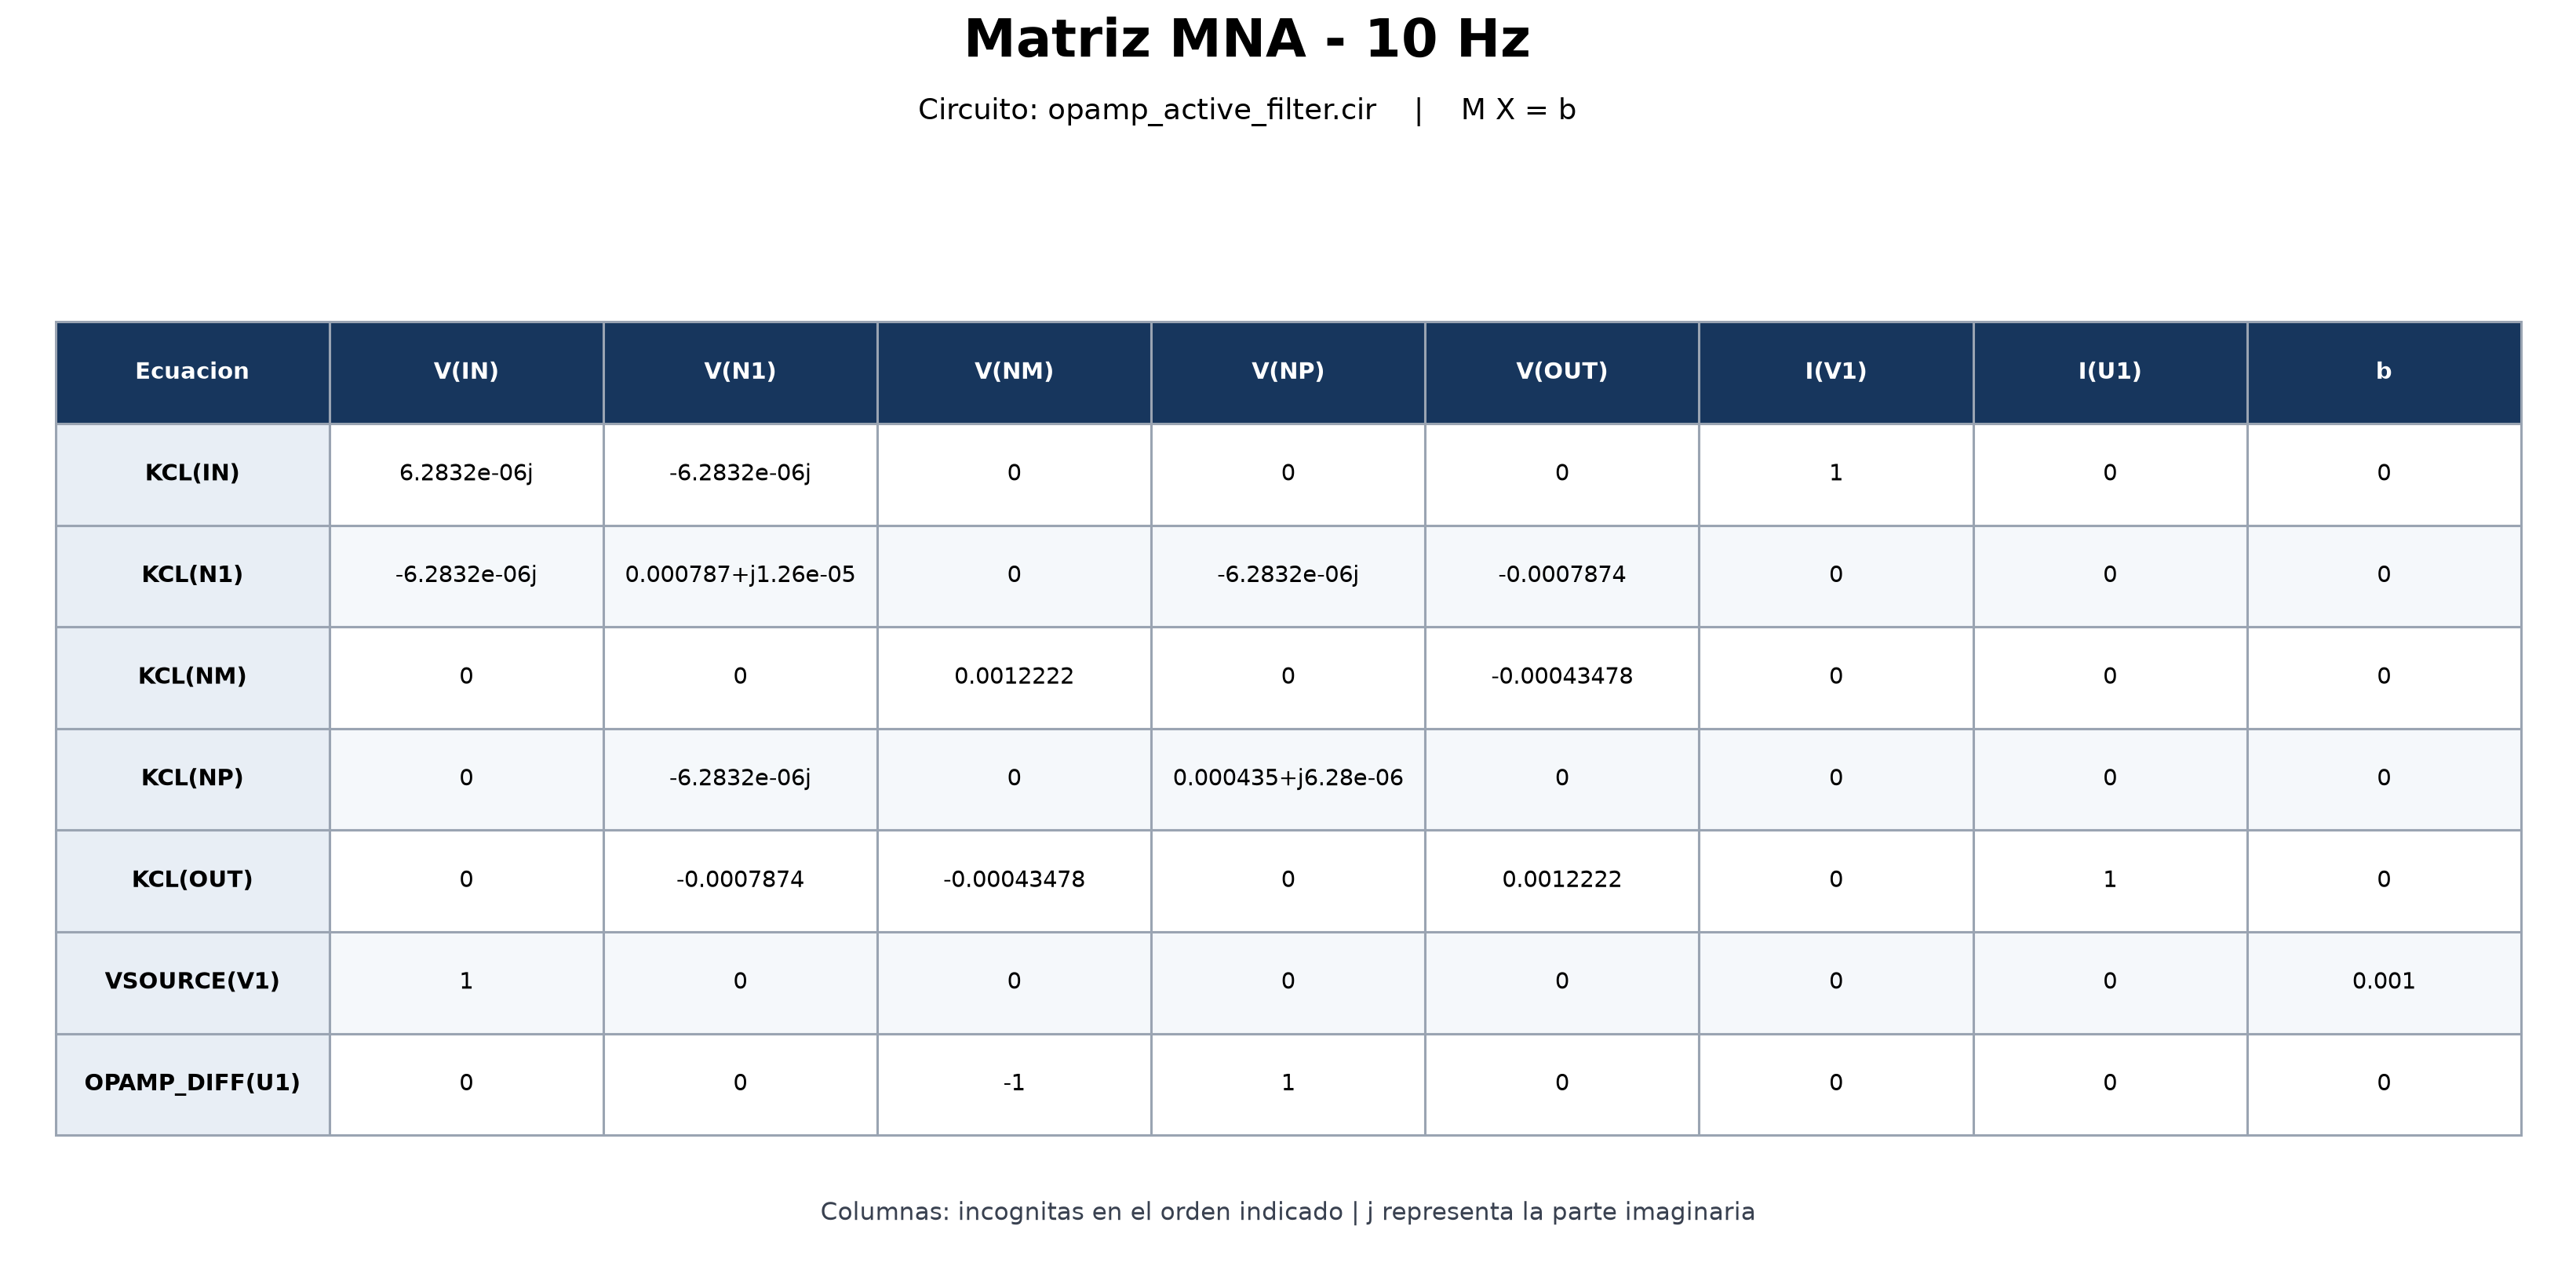 Matriz MNA - 10 Hz
Circuito: opamp_active_filter.cir | M X = b
Ecuacion V(IN) V(N1) V(NM) V(NP) V(OUT) I(V1) I(U1) b
KCL(IN) 6.2832e-06j -6.2832e-06j 0 0 0 1 0 0
KCL(N1) -6.2832e-06j 0.000787+j1.26e-05 0 -6.2832e-06j -0.0007874 0 0 0
KCL(NM) 0 0 0.0012222 0 -0.00043478 0 0 0
KCL(NP) 0 -6.2832e-06j 0 0.000435+j6.28e-06 0 0 0 0
KCL(OUT) 0 -0.0007874 -0.00043478 0 0.0012222 0 1 0
VSOURCE(V1) 1 0 0 0 0 0 0 0.001
OPAMP_DIFF(U1) 0 0 -1 1 0 0 0 0
Columnas: incognitas en el orden indicado | j representa la parte imaginaria